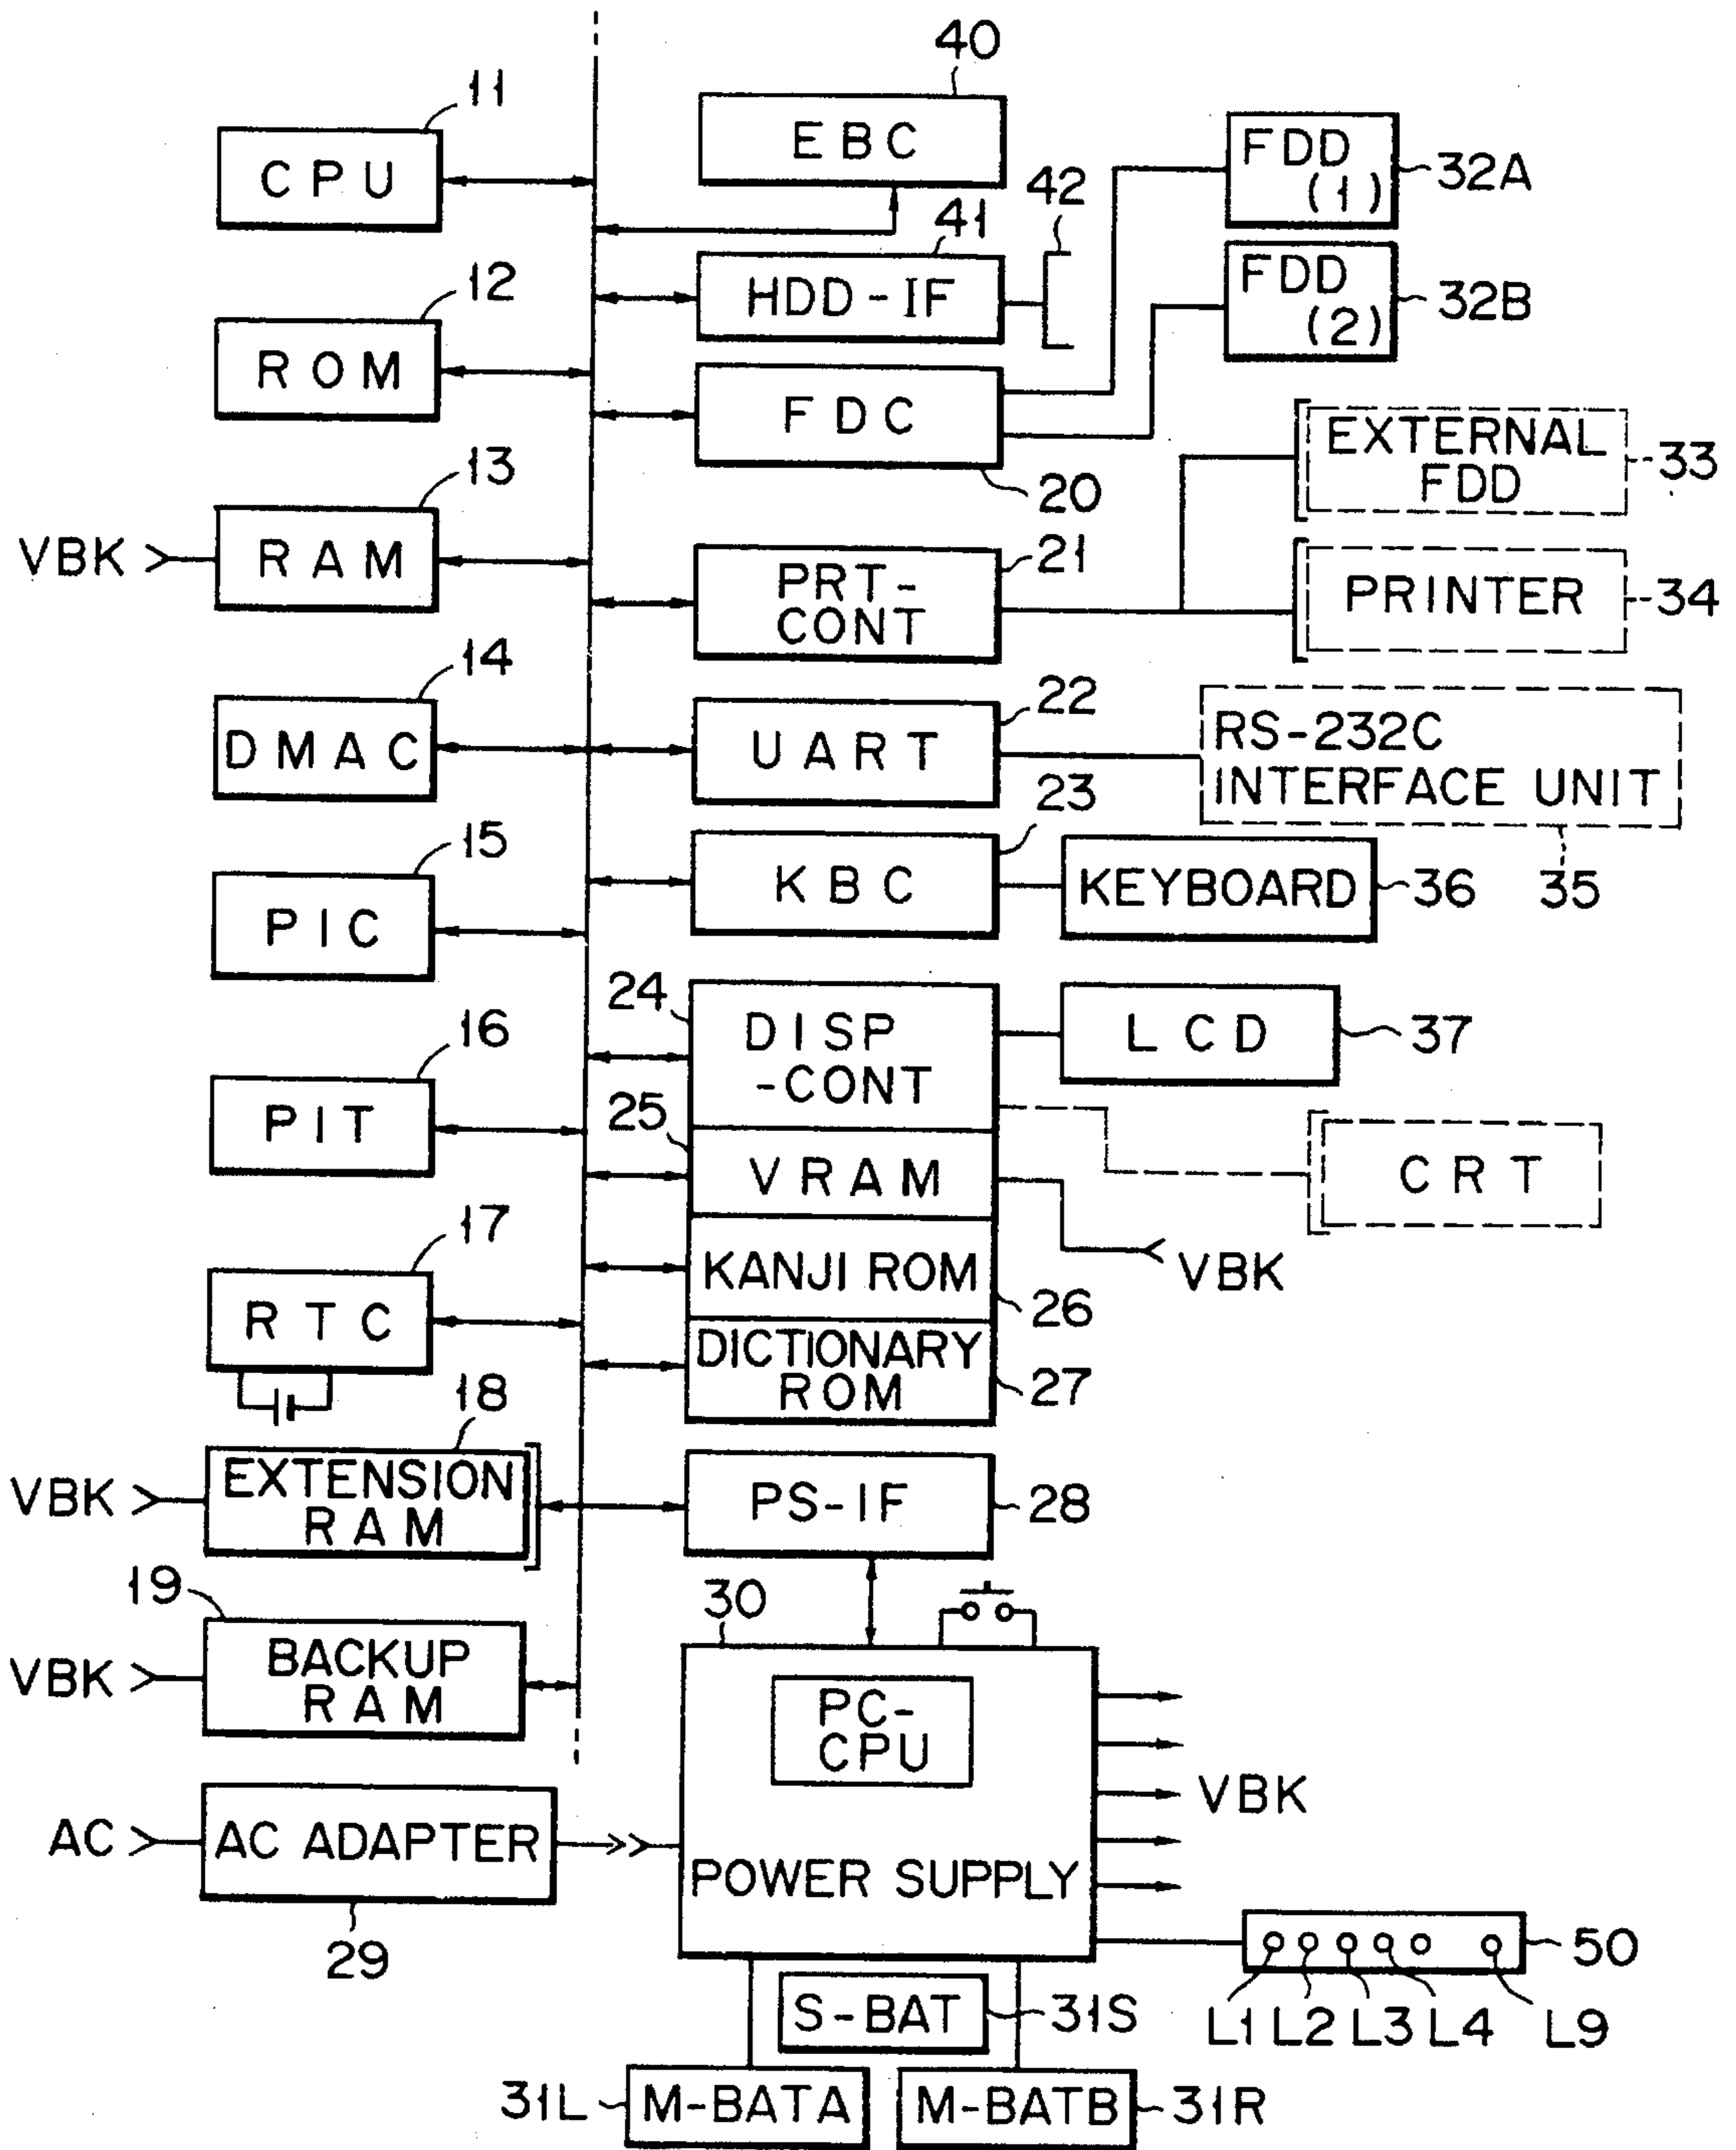 40
11
EBC
CPU
FDD
(1)
32A
42
41
HDD-IF
FDD
(2)
32B
12
ROM
FDC
20
EXTERNAL
FDD
33
13
VBK
RAM
21
PRT-
CONT
PRINTER
34
14
DMAC
22
UART
RS-232C
INTERFACE UNIT
35
23
KBC
KEYBOARD
36
15
PIC
24
DISP
-CONT
LCD
37
16
PIT
25
VRAM
CRT
VBK
17
RTC
KANJI ROM
26
DICTIONARY
ROM
27
18
VBK
EXTENSION
RAM
PS-IF
28
19
VBK
BACKUP
RAM
30
PC-
CPU
POWER SUPPLY
VBK
AC
AC ADAPTER
29
50
L1
L2
L3
L4
L9
S-BAT
31S
31L
M-BATA
M-BATB
31R